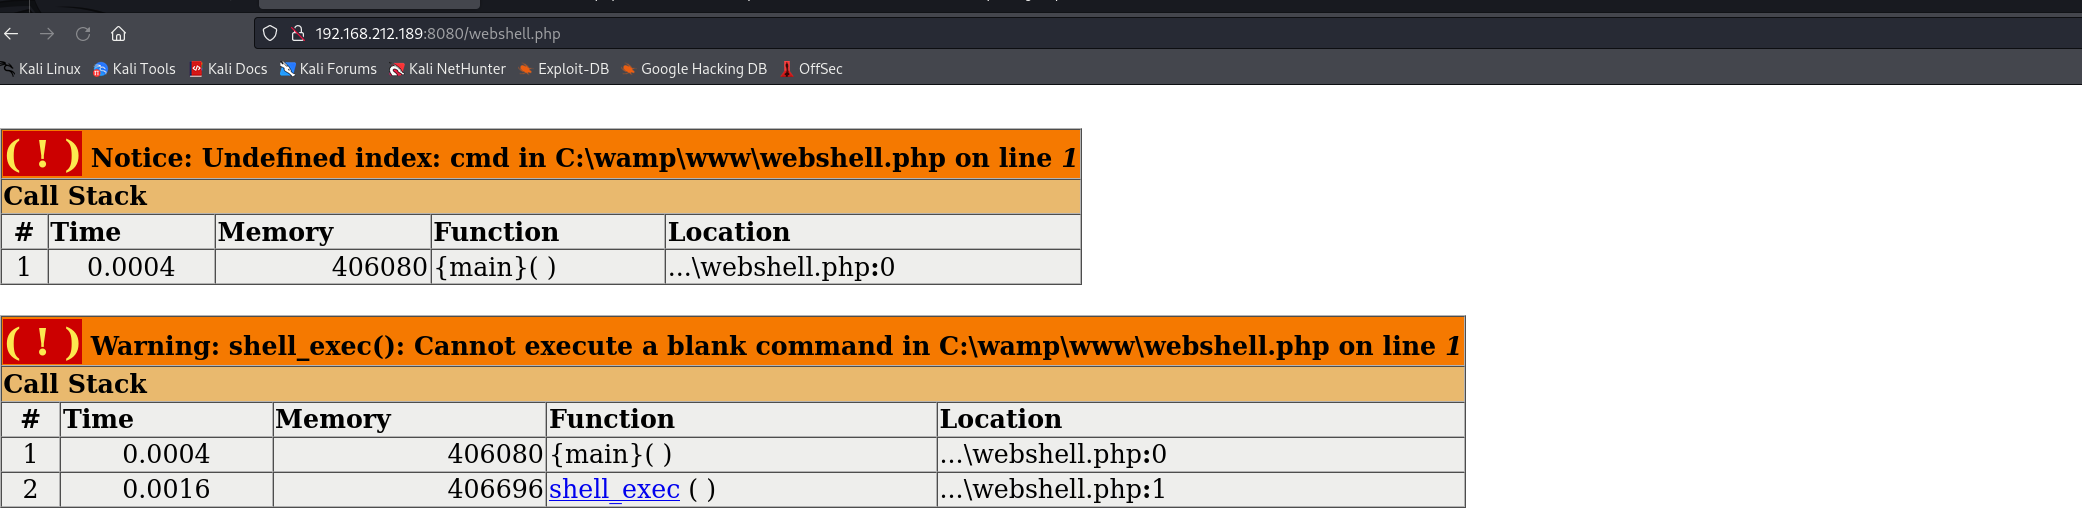 192.168.212.189:8080/webshell.php
Kali Linux Kali Tools Kali Docs Kali Forums Kali NetHunter Exploit-DB Google Hacking DB OffSec
( ! ) Notice: Undefined index: cmd in C:\wamp\www\webshell.php on line 1
Call Stack
# Time Memory Function Location
1 0.0004 406080 {main}( ) ...\webshell.php:0
( ! ) Warning: shell_exec(): Cannot execute a blank command in C:\wamp\www\webshell.php on line 1
Call Stack
# Time Memory Function Location
1 0.0004 406080 {main}( ) ...\webshell.php:0
2 0.0016 406696 shell_exec ( ) ...\webshell.php:1